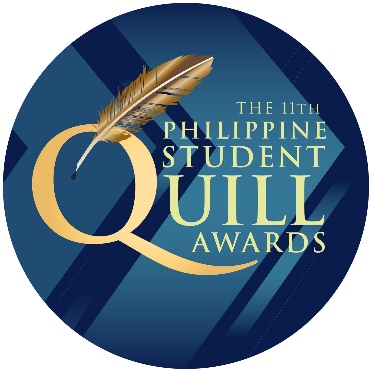 THE 11TH
PHILIPPINE
STUDENT
QUILL
AWARDS